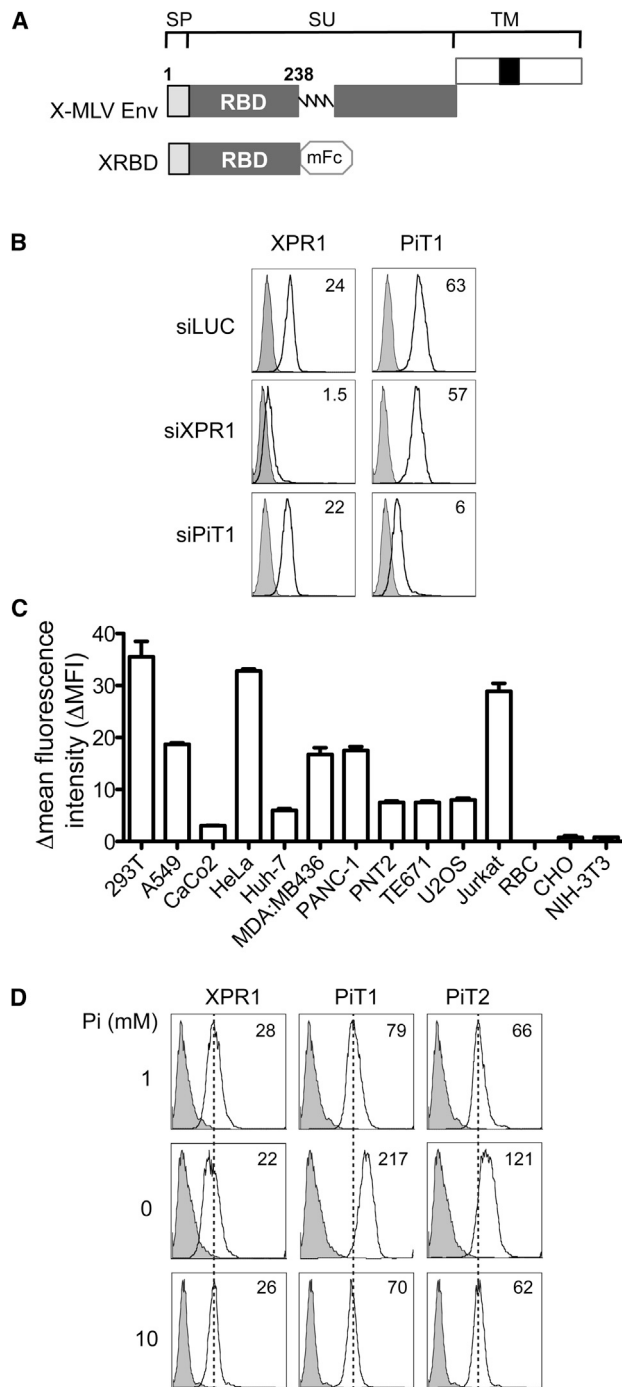 A
SP SU TM
1 238
X-MLV Env RBD
XRBD RBD mFc
B
XPR1 PiT1
siLUC 24 63
siXPR1 1.5 57
siPiT1 22 6
C
Δmean fluorescence
intensity (ΔMFI)
40
30
20
10
0
293T A549 CaCo2 HeLa Huh-7 MDA:MB436 PANC-1 PNT2 TE671 U2OS Jurkat RBC CHO NIH-3T3
D
XPR1 PiT1 PiT2
Pi (mM)
1 28 79 66
0 22 217 121
10 26 70 62